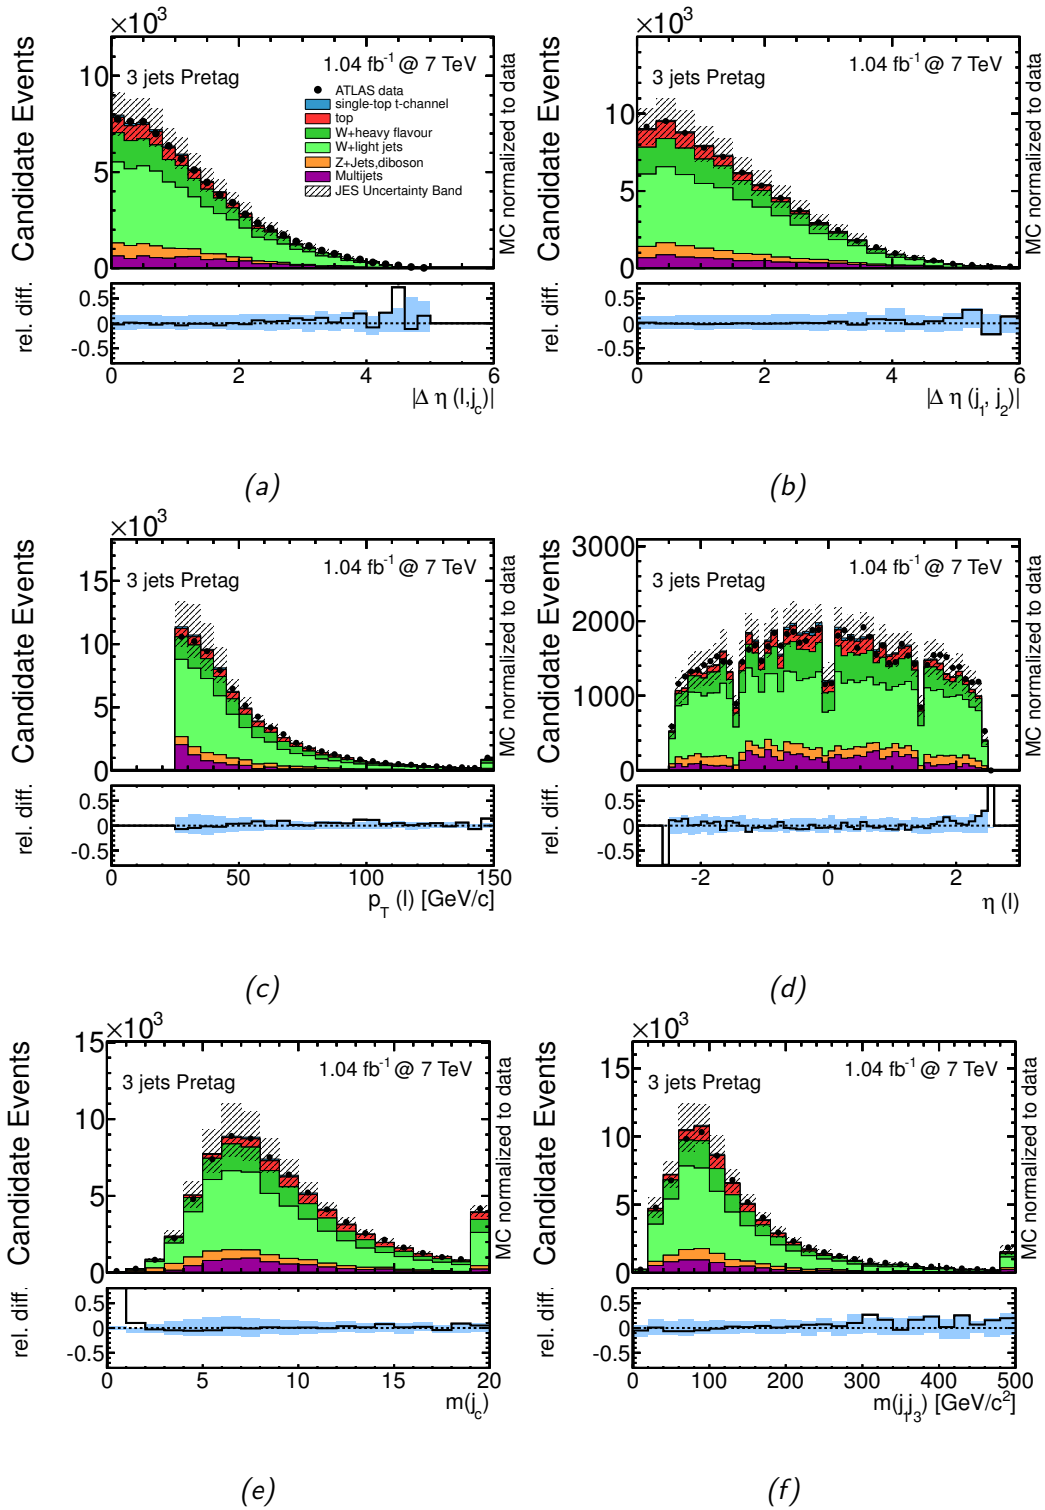 ×10³
Candidate Events
3 jets Pretag
1.04 fb⁻¹ @ 7 TeV
ATLAS data
single-top t-channel
top
W+heavy flavour
W+light jets
Z+Jets,diboson
Multijets
JES Uncertainty Band
MC normalized to data
10
5
0
rel. diff.
0.5
0
-0.5
0 2 4 6
|Δ η (l,j_c)|
(a)
×10³
Candidate Events
3 jets Pretag
1.04 fb⁻¹ @ 7 TeV
MC normalized to data
10
5
0
rel. diff.
0.5
0
-0.5
0 2 4 6
|Δ η (j₁, j₂)|
(b)
×10³
Candidate Events
3 jets Pretag
1.04 fb⁻¹ @ 7 TeV
MC normalized to data
15
10
5
0
rel. diff.
0.5
0
-0.5
0 50 100 150
p_T (l) [GeV/c]
(c)
Candidate Events
3 jets Pretag
1.04 fb⁻¹ @ 7 TeV
MC normalized to data
3000
2000
1000
0
rel. diff.
0.5
0
-0.5
-2 0 2
η (l)
(d)
×10³
Candidate Events
3 jets Pretag
1.04 fb⁻¹ @ 7 TeV
MC normalized to data
15
10
5
0
rel. diff.
0.5
0
-0.5
0 5 10 15 20
m(j_c)
(e)
×10³
Candidate Events
3 jets Pretag
1.04 fb⁻¹ @ 7 TeV
MC normalized to data
15
10
5
0
rel. diff.
0.5
0
-0.5
0 100 200 300 400 500
m(j₁j₃) [GeV/c²]
(f)